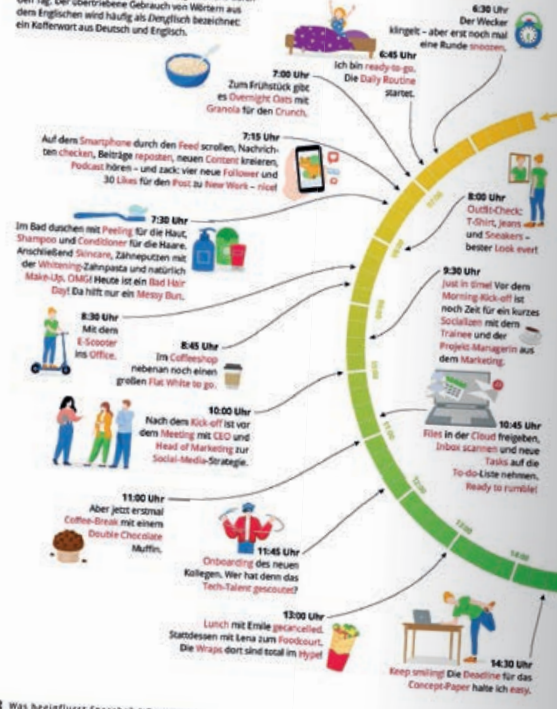 den Tag. Der übertriebene Gebrauch von Wörtern aus
dem Englischen wird häufig als Denglisch bezeichnet:
ein Kofferwort aus Deutsch und Englisch.
6:30 Uhr
Der Wecker
klingelt – aber erst noch mal
eine Runde snoozen.
6:45 Uhr
Ich bin ready-to-go.
Die Daily Routine
startet.
7:00 Uhr
Zum Frühstück gibt
es Overnight Oats mit
Granola für den Crunch.
7:15 Uhr
Auf dem Smartphone durch den Feed scrollen, Nachrich-
ten checken, Beiträge reposten, neuen Content kreieren,
Podcast hören – und zack: vier neue Follower und
30 Likes für den Post zu New Work – nice!
7:30 Uhr
Im Bad duschen mit Peeling für die Haut,
Shampoo und Conditioner für die Haare.
Anschließend Skincare, Zähneputzen mit
der Whitening-Zahnpasta und natürlich
Make-Up. OMG! Heute ist ein Bad Hair
Day! Da hilft nur ein Messy Bun.
8:00 Uhr
Outfit-Check:
T-Shirt, Jeans
und Sneakers –
bester Look ever!
8:30 Uhr
Mit dem
E-Scooter
ins Office.
8:45 Uhr
Im Coffeeshop
nebenan noch einen
großen Flat White to go.
9:30 Uhr
Just in time! Vor dem
Morning-Kick-off ist
noch Zeit für ein kurzes
Socializen mit dem
Trainee und der
Projekt-Managerin aus
dem Marketing.
10:00 Uhr
Nach dem Kick-off ist vor
dem Meeting mit CEO und
Head of Marketing zur
Social-Media-Strategie.
10:45 Uhr
Files in der Cloud freigeben,
Inbox scannen und neue
Tasks auf die
To-do-Liste nehmen.
Ready to rumble!
11:00 Uhr
Aber jetzt erstmal
Coffee-Break mit einem
Double Chocolate
Muffin.
11:45 Uhr
Onboarding des neuen
Kollegen. Wer hat denn das
Tech-Talent gescoutet?
13:00 Uhr
Lunch mit Emile gecancelled.
Stattdessen mit Lena zum Foodcourt.
Die Wraps dort sind total im Hype!
14:30 Uhr
Keep smiling! Die Deadline für das
Concept-Paper halte ich easy.
11:00
12:00
13:00
14:00
Was beeinflusst